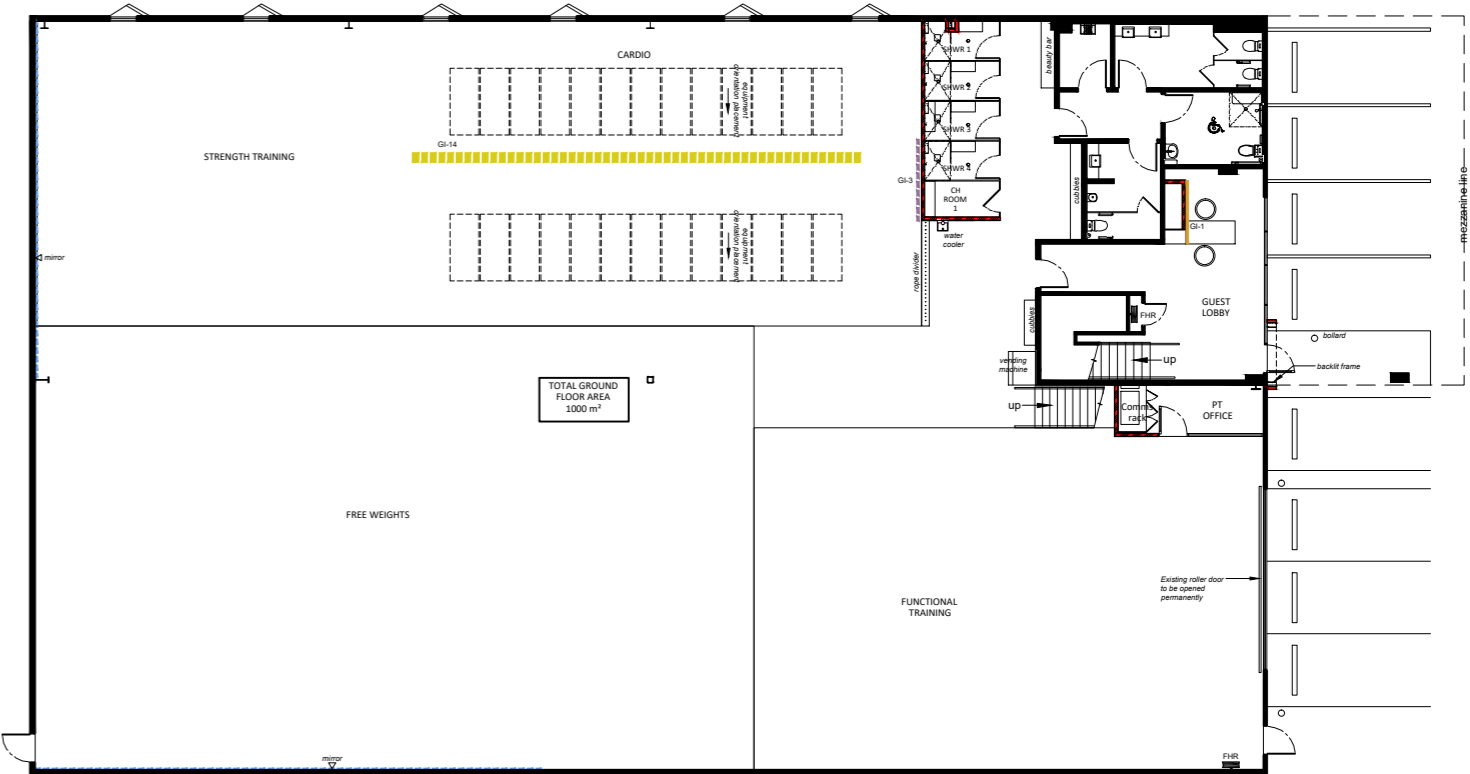 CARDIO
equipment
orientation placement
GI-14
STRENGTH TRAINING
equipment
orientation placement
mirror
SHWR 1
SHWR 2
SHWR 3
SHWR 4
GI-3
CH
ROOM
1
water
cooler
rope divider
beauty bar
cubbies
GI-1
GUEST
LOBBY
FHR
cubbies
vending
machine
up
up
Comms
rack
PT
OFFICE
mezzanine line
bollard
backlit frame
TOTAL GROUND
FLOOR AREA
1000 m²
FREE WEIGHTS
FUNCTIONAL
TRAINING
Existing roller door
to be opened
permanently
mirror
FHR